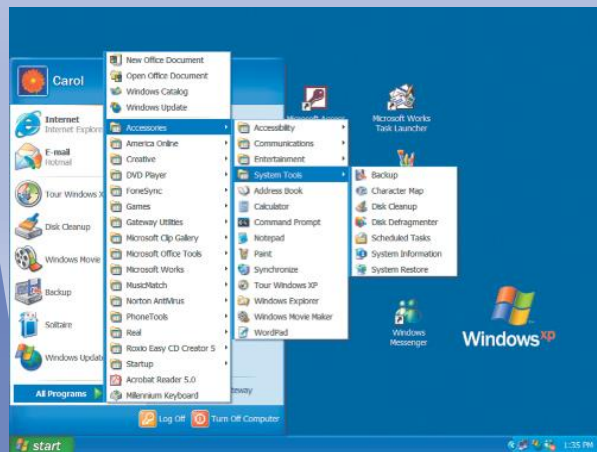 Carol
Internet
Internet Explorer
E-mail
Hotmail
Tour Windows X
Disk Cleanup
Windows Movie
Backup
Solitaire
Windows Updat
All Programs
New Office Document
Open Office Document
Windows Catalog
Windows Update
Accessories
America Online
Creative
DVD Player
FoneSync
Games
Gateway Utilities
Microsoft Clip Gallery
Microsoft Office Tools
Microsoft Works
MusicMatch
Norton AntiVirus
PhoneTools
Real
Roxio Easy CD Creator 5
Startup
Acrobat Reader 5.0
Millennium Keyboard
Accessibility
Communications
Entertainment
System Tools
Address Book
Calculator
Command Prompt
Notepad
Paint
Synchronize
Tour Windows XP
Windows Explorer
Windows Movie Maker
WordPad
Backup
Character Map
Disk Cleanup
Disk Defragmenter
Scheduled Tasks
System Information
System Restore
Microsoft Access
Microsoft Works
Task Launcher
Windows
Messenger
Windows xp
eway
Log Off
Turn Off Computer
start
1:35 PM